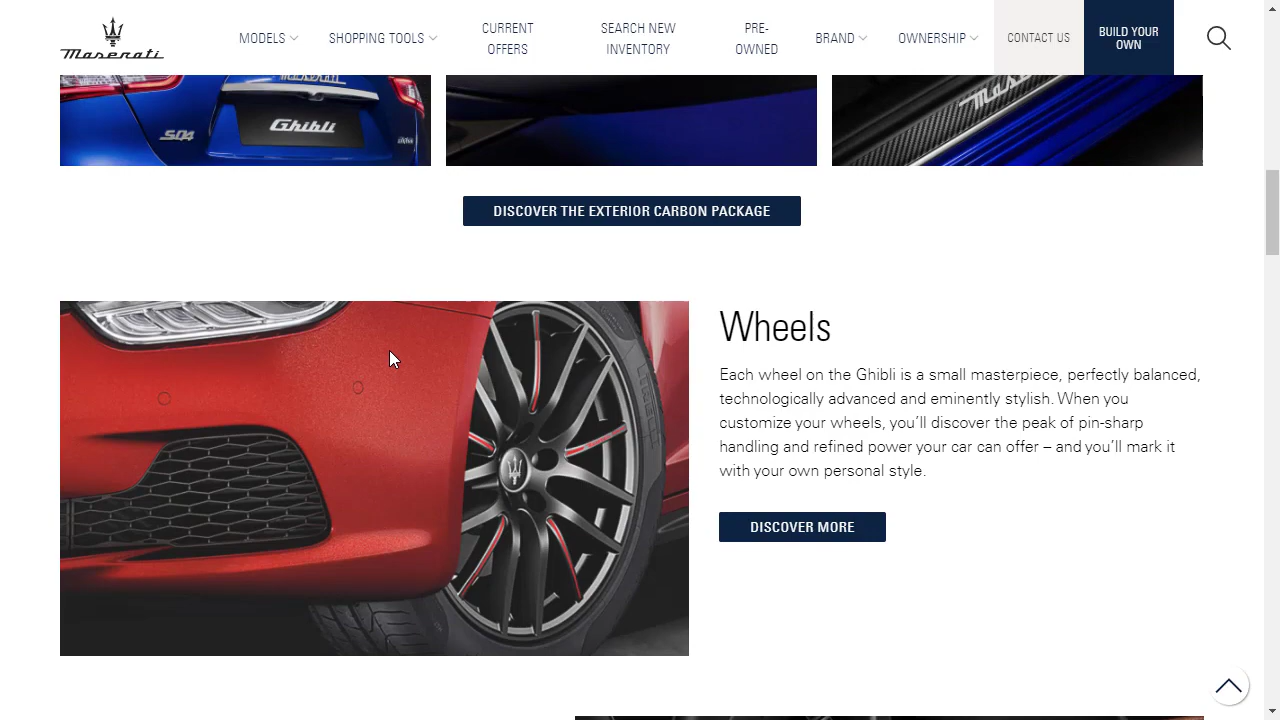 Maserati
MODELS
SHOPPING TOOLS
CURRENT
OFFERS
SEARCH NEW
INVENTORY
PRE-
OWNED
BRAND
OWNERSHIP
CONTACT US
BUILD YOUR
OWN
Maserati
SQ4
Ghibli
DISCOVER THE EXTERIOR CARBON PACKAGE
Wheels
Each wheel on the Ghibli is a small masterpiece, perfectly balanced,
technologically advanced and eminently stylish. When you
customize your wheels, you’ll discover the peak of pin-sharp
handling and refined power your car can offer – and you’ll mark it
with your own personal style.
DISCOVER MORE